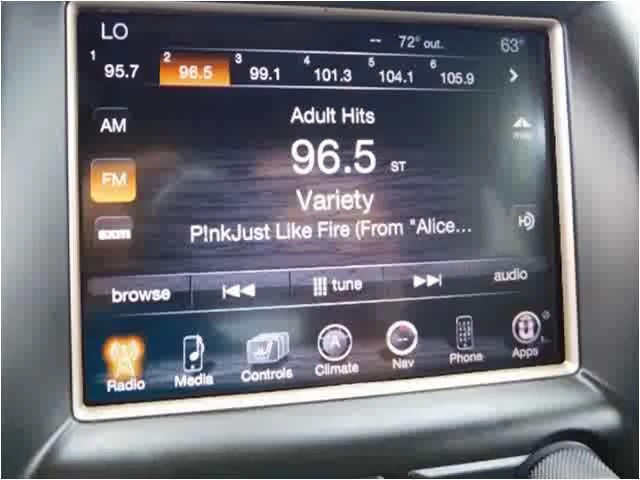 LO -- 72° out. 63°
1 95.7 2 96.5 3 99.1 4 101.3 5 104.1 6 105.9
AM
FM
sxm
Adult Hits
96.5 ST
Variety
P!nkJust Like Fire (From "Alice...
HD
browse tune audio
Radio Media Controls Climate Nav Phone Apps